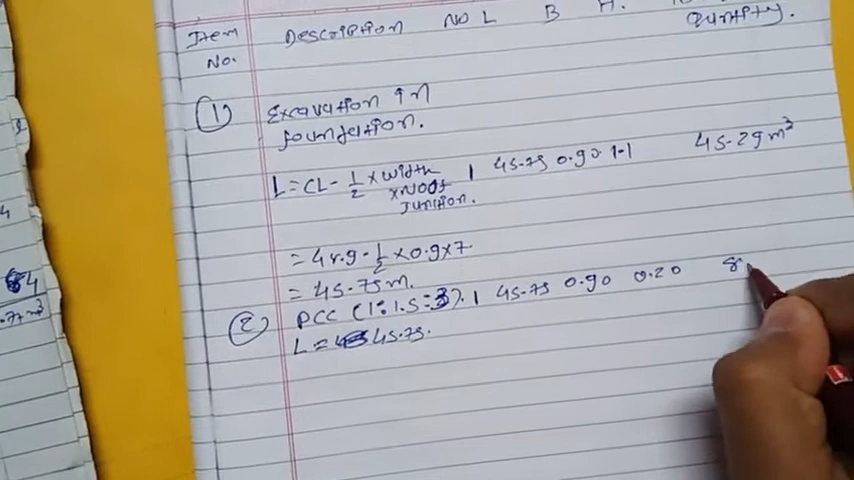 Item Description NO L B H. Quntity.
No.
① Excavation in
foundation.
L = CL - 1/2 × width 1 45.75 0.90 1.1 45.29 m³
× No of
Junction.
= 48.9 - 1/2 × 0.9 × 7.
= 45.75 m.
② PCC (1:1.5:3). 1 45.75 0.90 0.20 8.
L = 45.75.